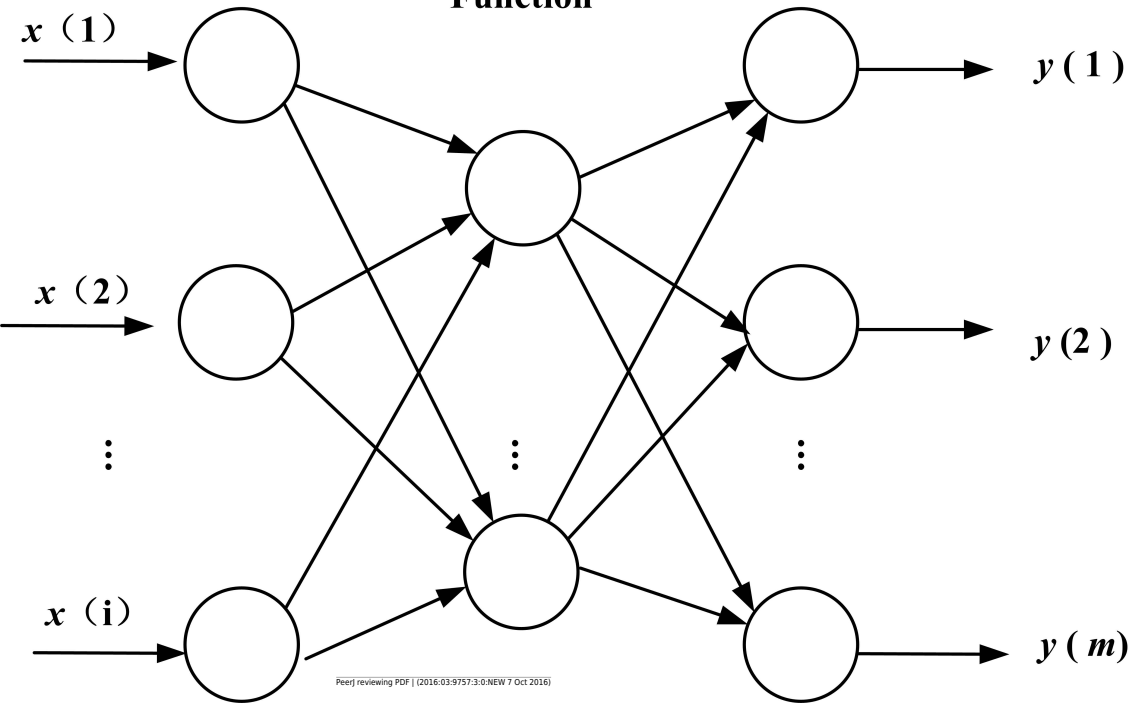 Function
x（1）
y ( 1 )
x（2）
y (2 )
x（i）
y ( m)
PeerJ reviewing PDF | (2016:03:9757:3:0:NEW 7 Oct 2016)